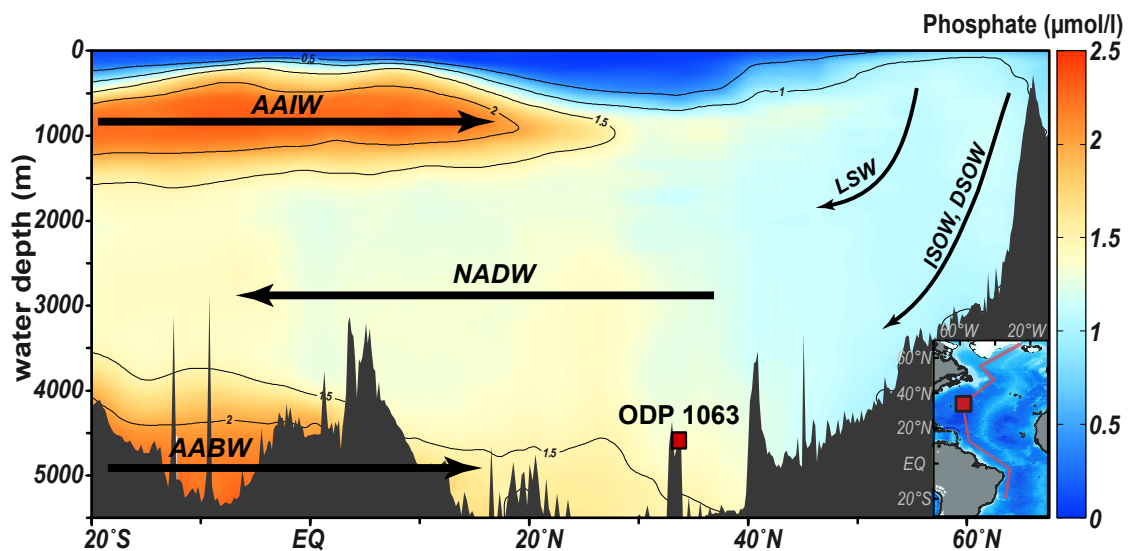 Phosphate (μmol/l)
0
1000
2000
3000
4000
5000
water depth (m)
0.5
1
2
1.5
AAIW
LSW
ISOW, DSOW
NADW
1.5
2
1.5
AABW
ODP 1063
20˚S
EQ
20˚N
40˚N
60˚N
2.5
2
1.5
1
0.5
0
60°W
20°W
60°N
40°N
20°N
EQ
20°S